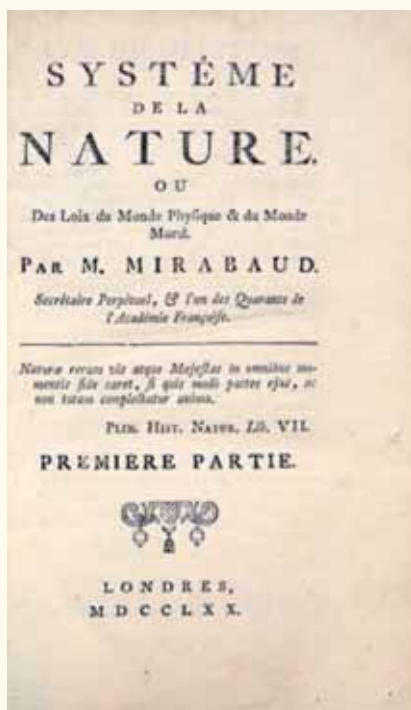 SYSTÉME
DE LA
NATURE.
OU
Des Loix du Monde Physique & du Monde
Moral.
PAR M. MIRABAUD.
Secrétaire Perpétuel, & l'un des Quarante de
l'Académie Françoise.
Naturæ rerum vis atque Majestas in omnibus mo-
mentis fide caret, si quis modò partes ejus, ac
non totam complectatur animo.
PLIN. HIST. NATUR. Lib. VII.
PREMIERE PARTIE.
LONDRES,
MDCCLXX.